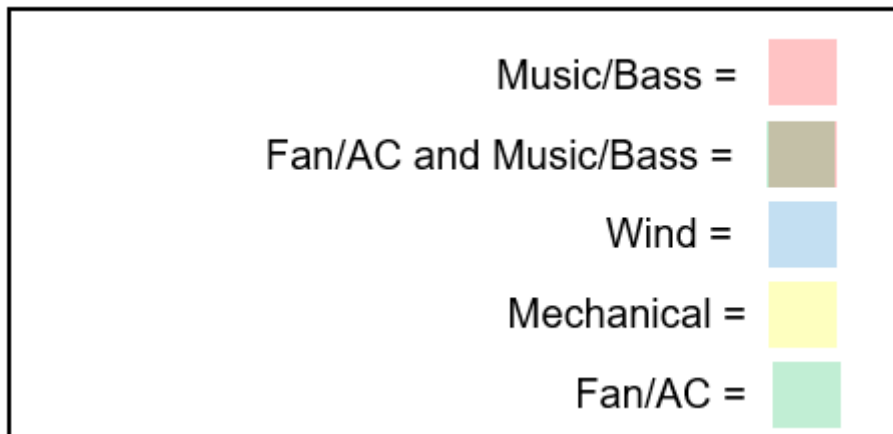 Music/Bass =
Fan/AC and Music/Bass =
Wind =
Mechanical =
Fan/AC =